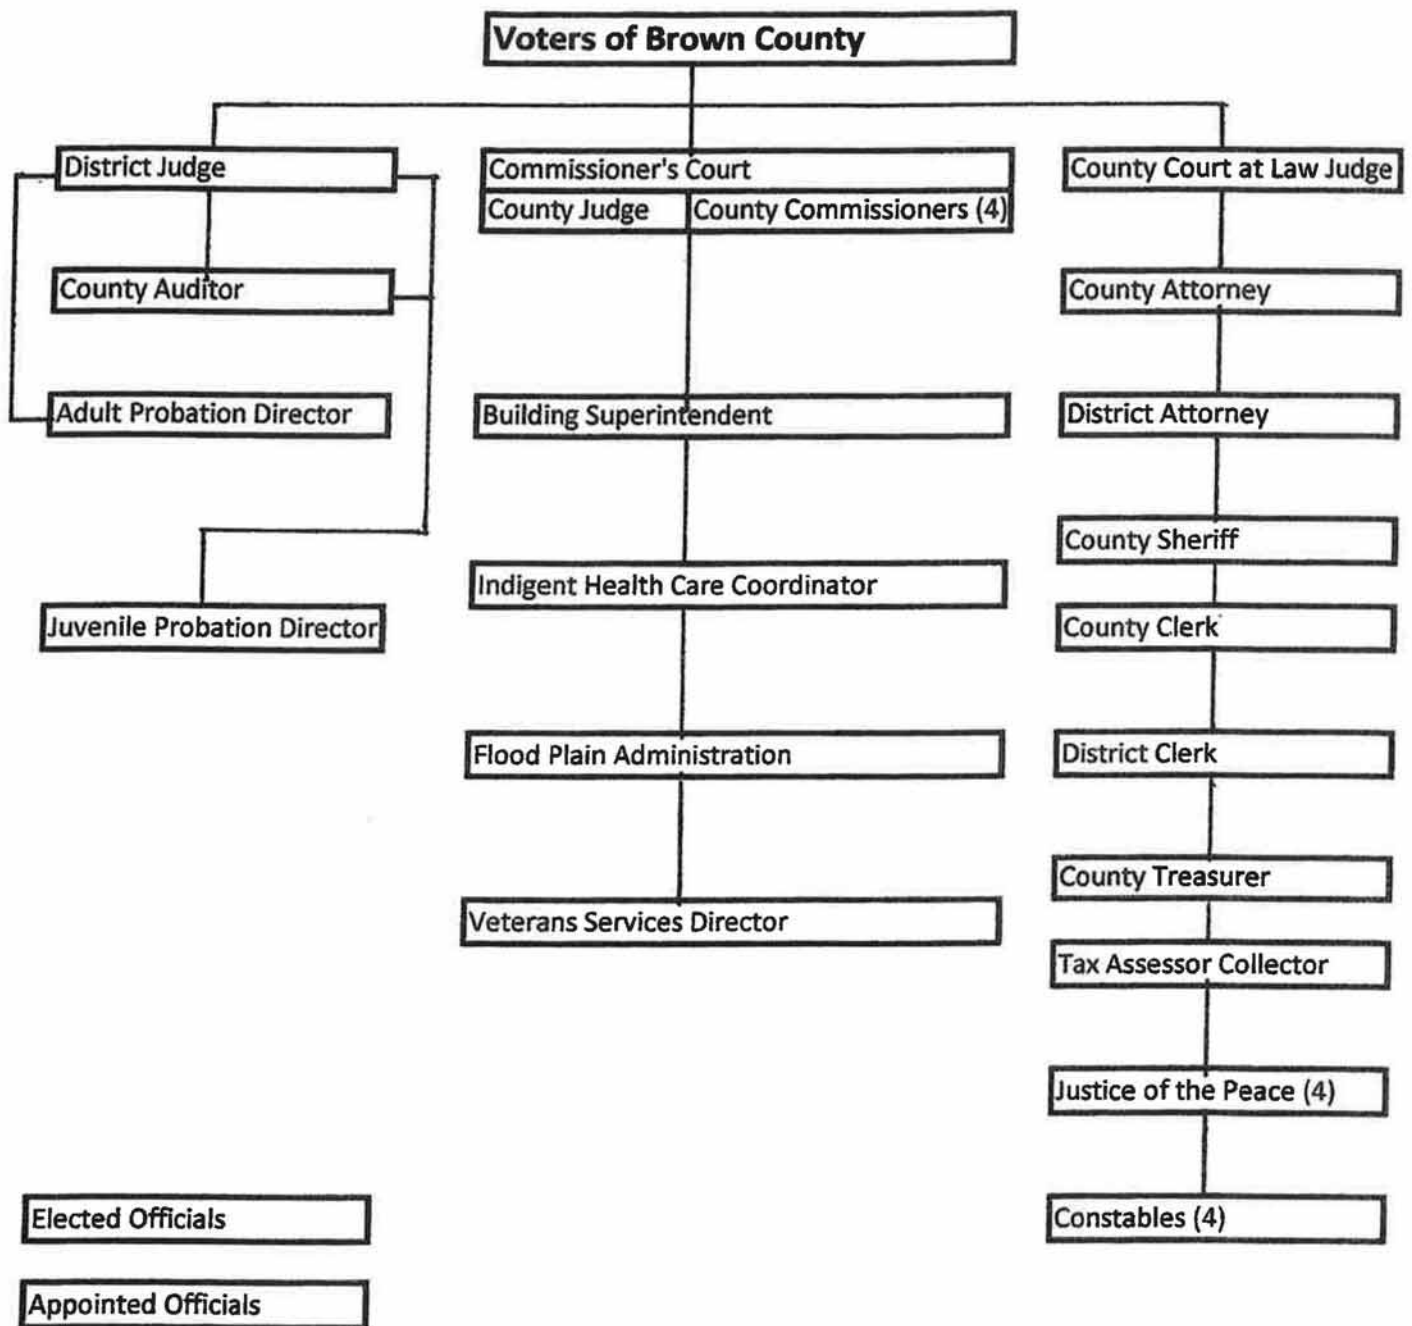 Voters of Brown County
District Judge
County Auditor
Adult Probation Director
Juvenile Probation Director
Commissioner's Court
County Judge
County Commissioners (4)
Building Superintendent
Indigent Health Care Coordinator
Flood Plain Administration
Veterans Services Director
County Court at Law Judge
County Attorney
District Attorney
County Sheriff
County Clerk
District Clerk
County Treasurer
Tax Assessor Collector
Justice of the Peace (4)
Constables (4)
Elected Officials
Appointed Officials